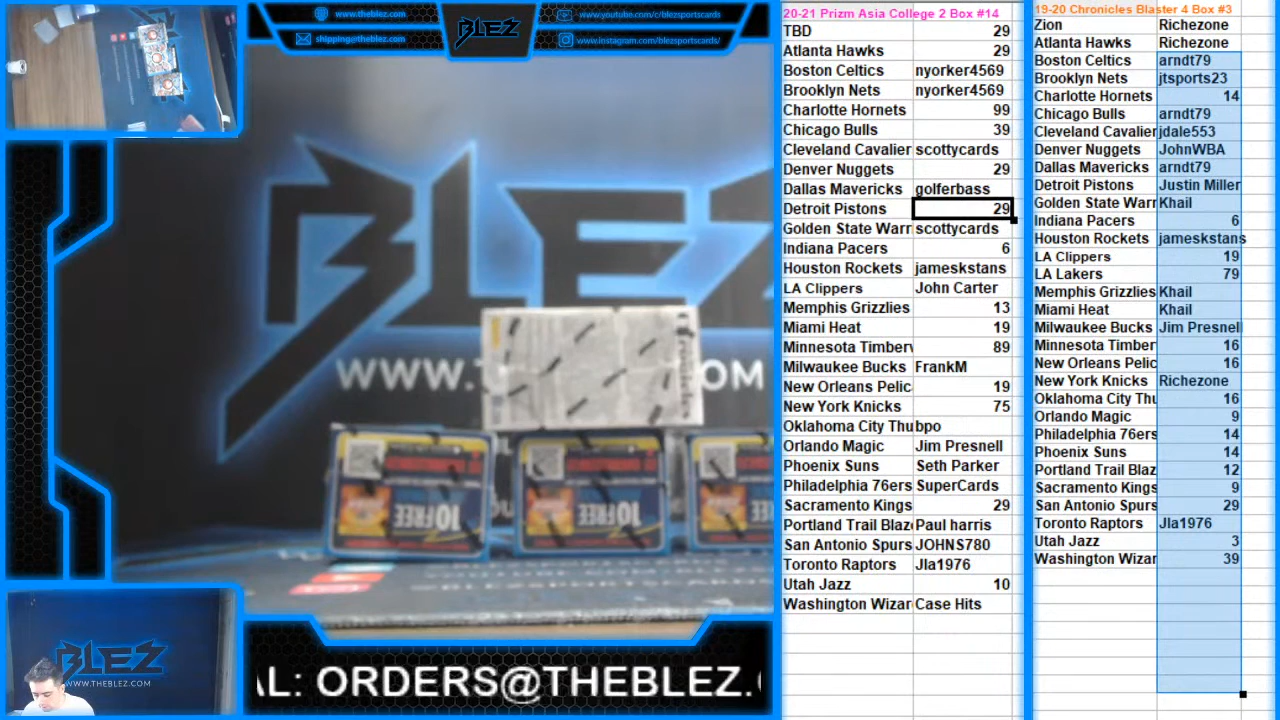 www.theblez.com
shipping@theblez.com
BLEZ
www.youtube.com/c/blezsportscards/
www.instagram.com/blezsportscards/
BLEZ
WWW.
OM
10 FREE
10 FREE
10 FREE
BLEZ
WWW.THEBLEZ.COM
AL: ORDERS@THEBLEZ.
20-21 Prizm Asia College 2 Box #14
TBD 29
Atlanta Hawks 29
Boston Celtics nyorker4569
Brooklyn Nets nyorker4569
Charlotte Hornets 99
Chicago Bulls 39
Cleveland Cavalier scottycards
Denver Nuggets 29
Dallas Mavericks golferbass
Detroit Pistons 29
Golden State Warr scottycards
Indiana Pacers 6
Houston Rockets jameskstans
LA Clippers John Carter
Memphis Grizzlies 13
Miami Heat 19
Minnesota Timberv 89
Milwaukee Bucks FrankM
New Orleans Pelic 19
New York Knicks 75
Oklahoma City Thu bpo
Orlando Magic Jim Presnell
Phoenix Suns Seth Parker
Philadelphia 76ers SuperCards
Sacramento Kings 29
Portland Trail Blaze Paul harris
San Antonio Spurs JOHNS780
Toronto Raptors Jla1976
Utah Jazz 10
Washington Wizar Case Hits
19-20 Chronicles Blaster 4 Box #3
Zion Richezone
Atlanta Hawks Richezone
Boston Celtics arndt79
Brooklyn Nets jtsports23
Charlotte Hornets 14
Chicago Bulls arndt79
Cleveland Cavalier jdale553
Denver Nuggets JohnWBA
Dallas Mavericks arndt79
Detroit Pistons Justin Miller
Golden State Warr Khail
Indiana Pacers 6
Houston Rockets jameskstans
LA Clippers 19
LA Lakers 79
Memphis Grizzlies Khail
Miami Heat Khail
Milwaukee Bucks Jim Presnell
Minnesota Timber 16
New Orleans Pelic 16
New York Knicks Richezone
Oklahoma City Thu 16
Orlando Magic 9
Philadelphia 76ers 14
Phoenix Suns 14
Portland Trail Blaz 12
Sacramento Kings 9
San Antonio Spurs 29
Toronto Raptors Jla1976
Utah Jazz 3
Washington Wizar 39